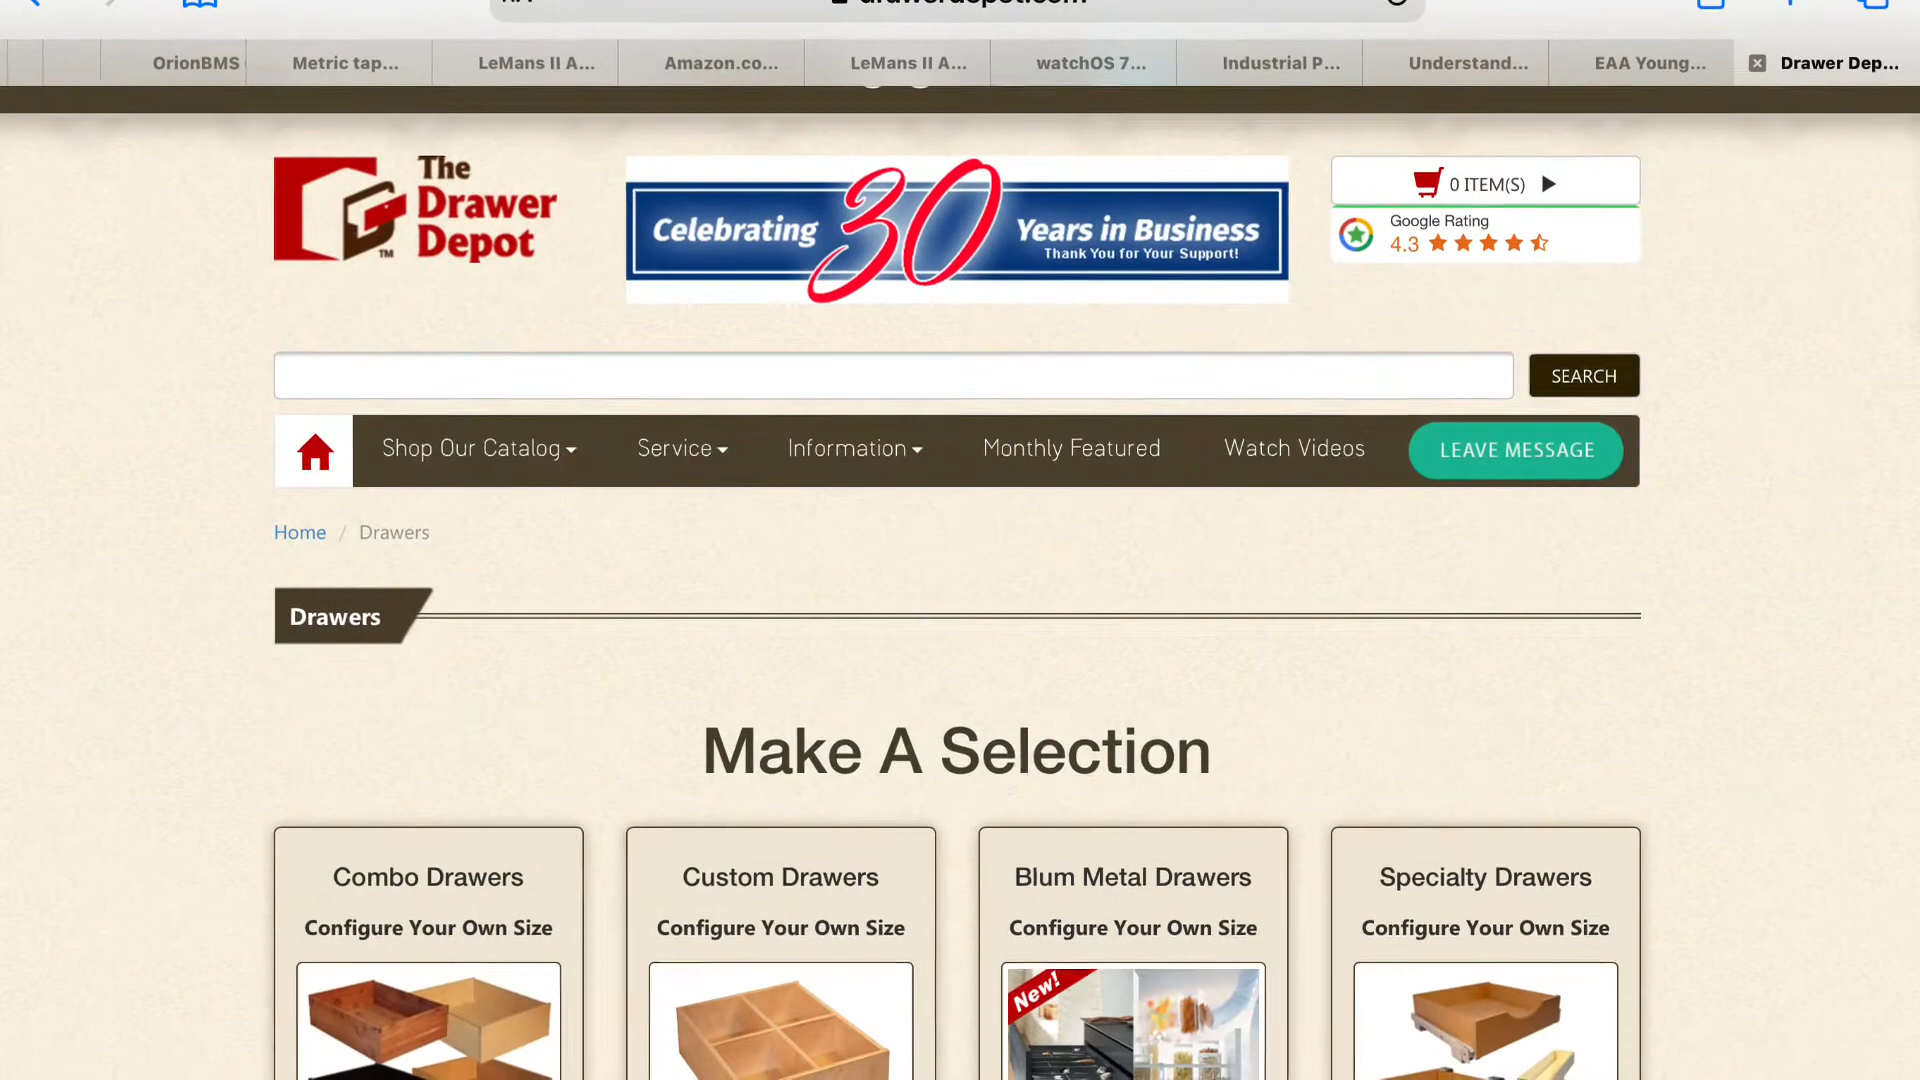 drawerdepot.com
OrionBMS
Metric tap...
LeMans II A...
Amazon.co...
LeMans II A...
watchOS 7...
Industrial P...
Understand...
EAA Young...
Drawer Dep...
The
Drawer
Depot
TM
Celebrating 30 Years in Business
Thank You for Your Support!
0 ITEM(S)
Google Rating
4.3
SEARCH
Shop Our Catalog
Service
Information
Monthly Featured
Watch Videos
LEAVE MESSAGE
Home / Drawers
Drawers
Make A Selection
Combo Drawers
Configure Your Own Size
Custom Drawers
Configure Your Own Size
Blum Metal Drawers
Configure Your Own Size
New!
Specialty Drawers
Configure Your Own Size